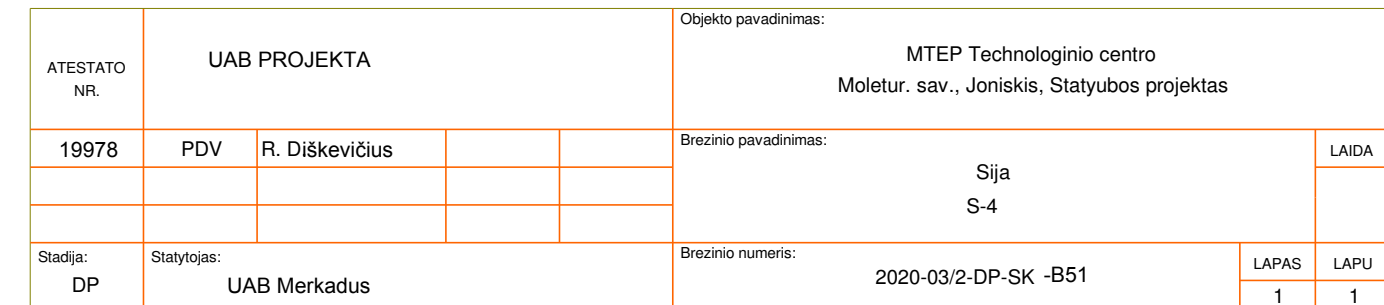 ATESTATO
NR.
UAB PROJEKTA
Objekto pavadinimas:
MTEP Technologinio centro
Moletur. sav., Joniskis, Statyubos projektas
19978 PDV R. Diškevičius
Brezinio pavadinimas:
LAIDA
Sija
S-4
Stadija:
DP
Statytojas:
UAB Merkadus
Brezinio numeris:
2020-03/2-DP-SK -B51
LAPAS LAPU
1 1